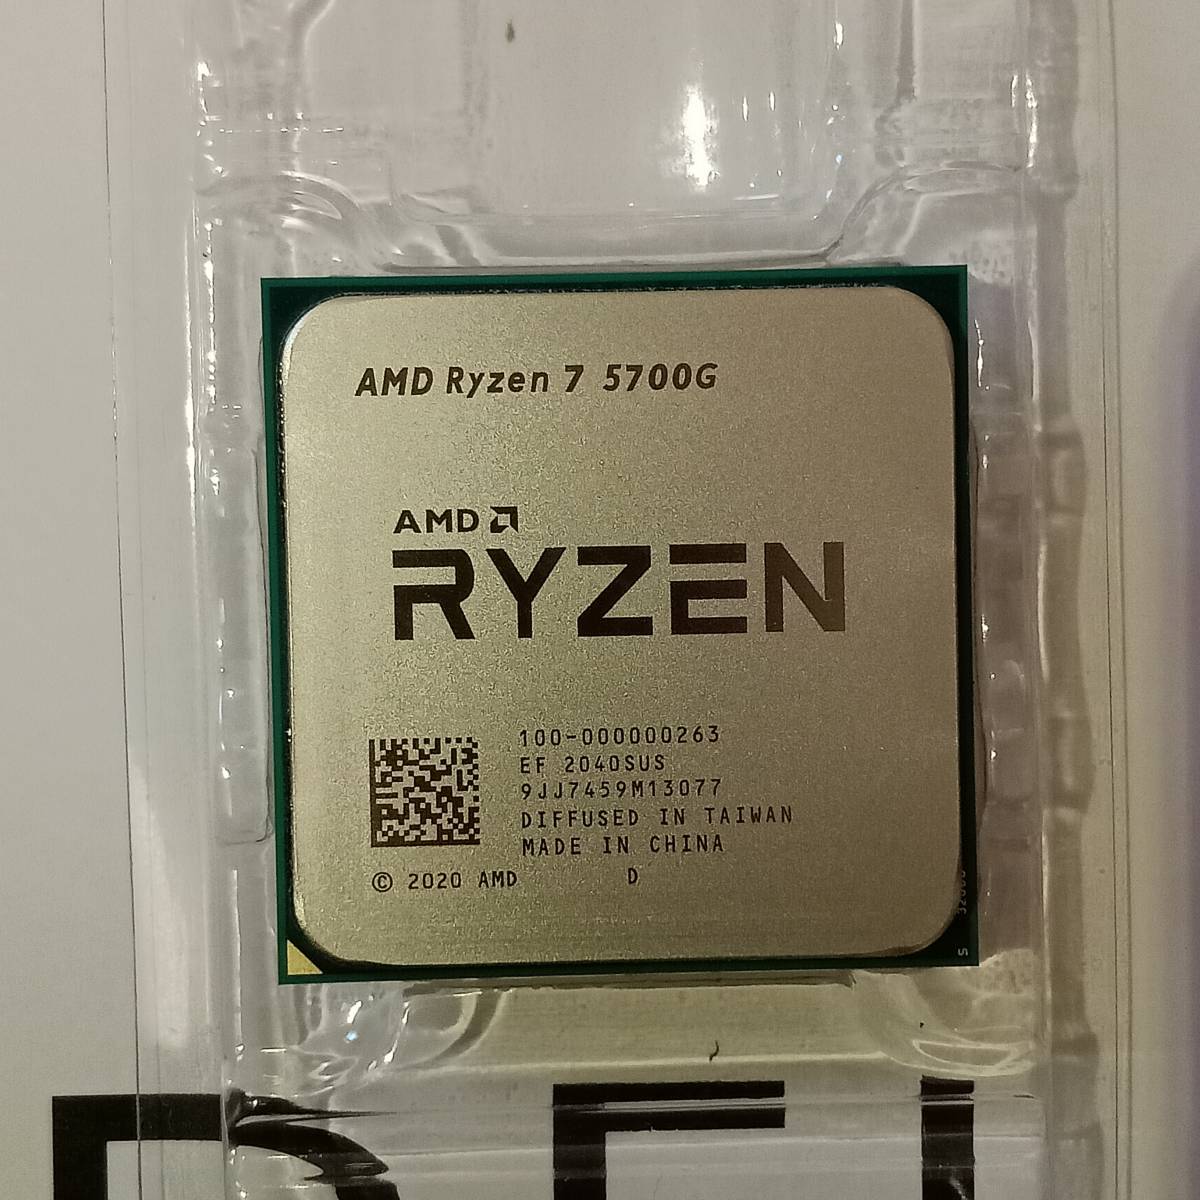 AMD Ryzen 7 5700G
AMD
RYZEN
100-000000263
EF 2040SUS
9JJ7459M13077
DIFFUSED IN TAIWAN
MADE IN CHINA
© 2020 AMD D